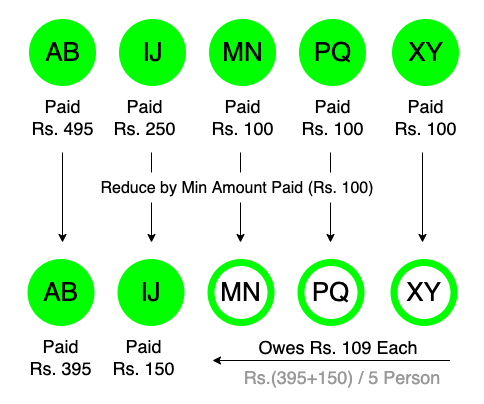 AB IJ MN PQ XY
Paid Paid Paid Paid Paid
Rs. 495 Rs. 250 Rs. 100 Rs. 100 Rs. 100
Reduce by Min Amount Paid (Rs. 100)
AB IJ MN PQ XY
Paid Paid Owes Rs. 109 Each
Rs. 395 Rs. 150 Rs.(395+150) / 5 Person